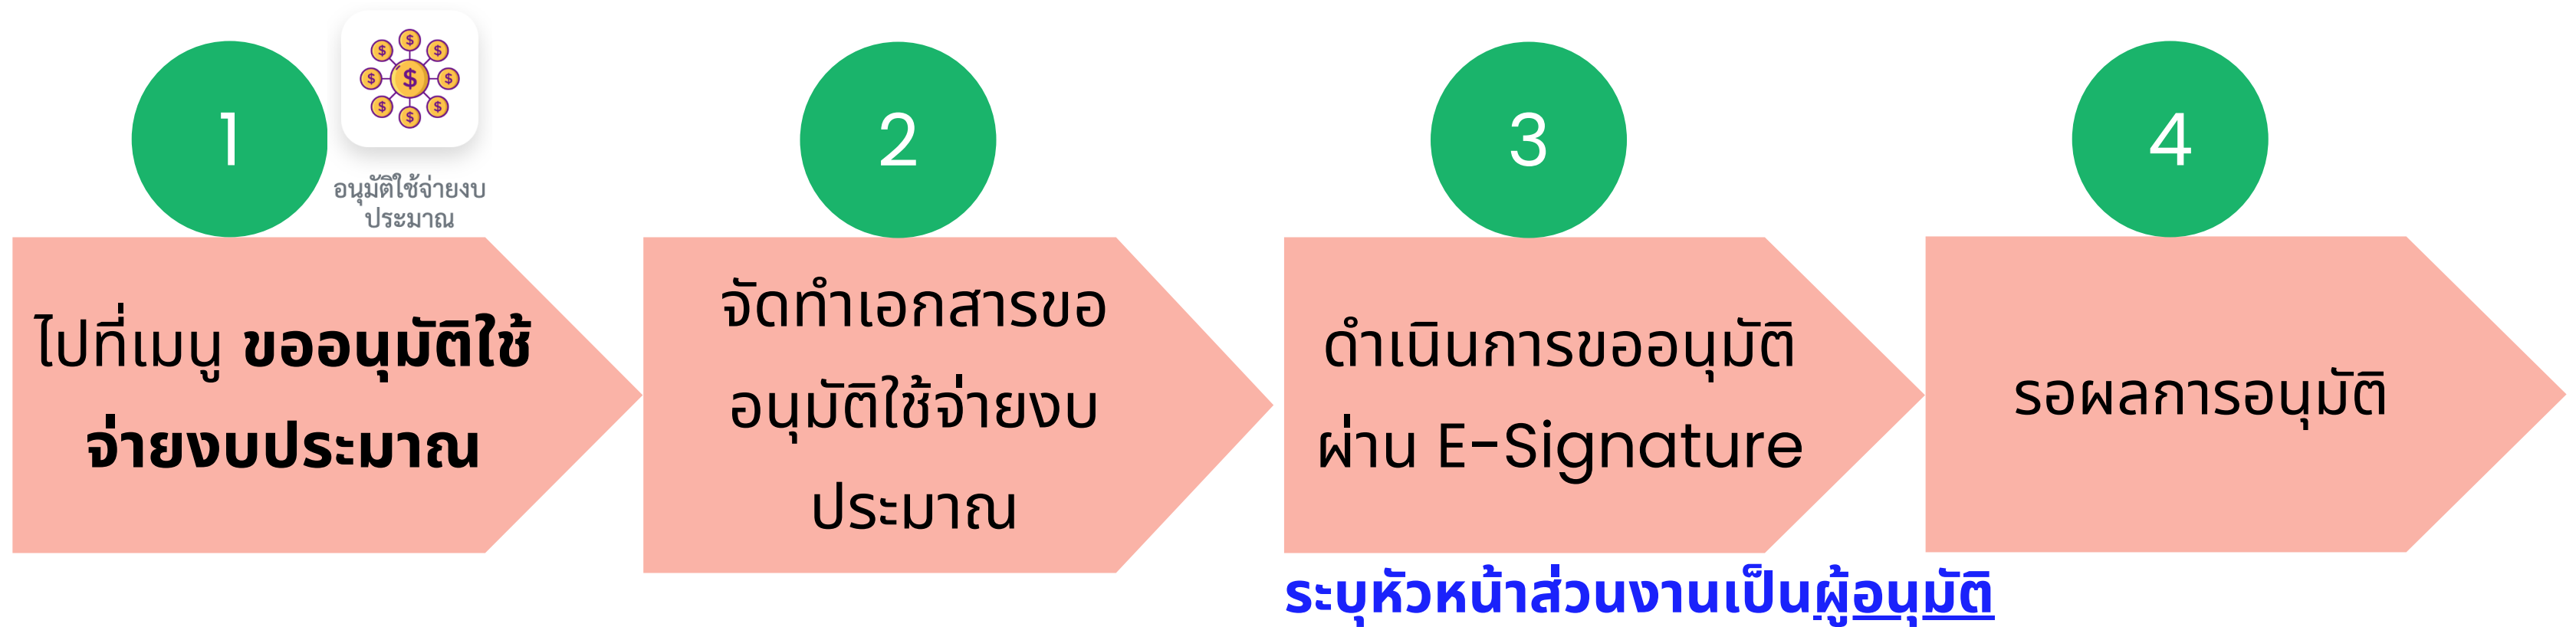 1
อนุมัติใช้จ่ายงบ
ประมาณ
ไปที่เมนู ขออนุมัติใช้
จ่ายงบประมาณ
2
จัดทำเอกสารขอ
อนุมัติใช้จ่ายงบ
ประมาณ
3
ดำเนินการขออนุมัติ
ผ่าน E-Signature
ระบุหัวหน้าส่วนงานเป็นผู้อนุมัติ
4
รอผลการอนุมัติ